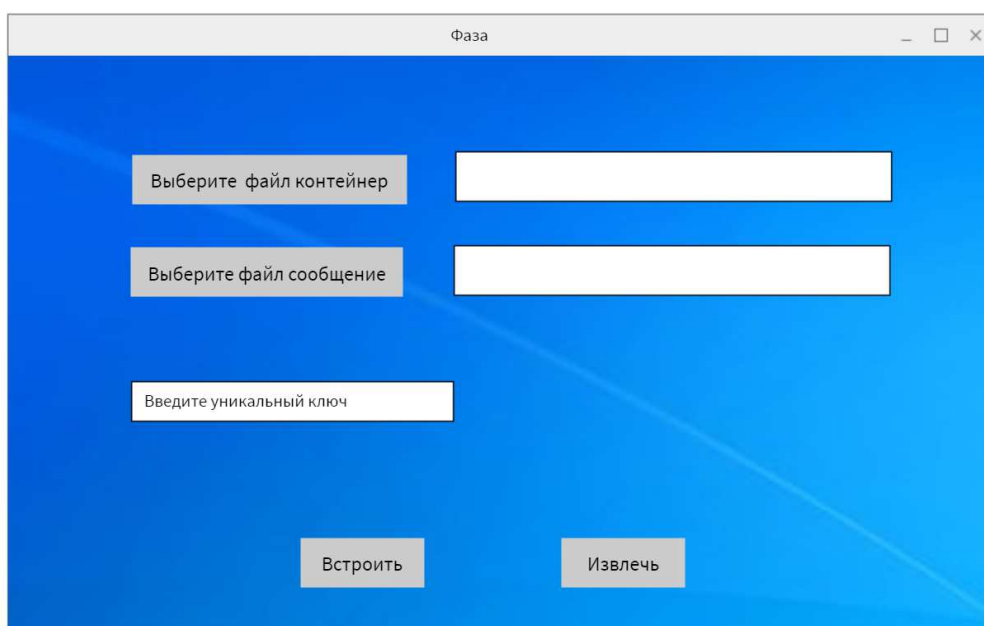 Фаза
Выберите файл контейнер
Выберите файл сообщение
Введите уникальный ключ
Встроить
Извлечь